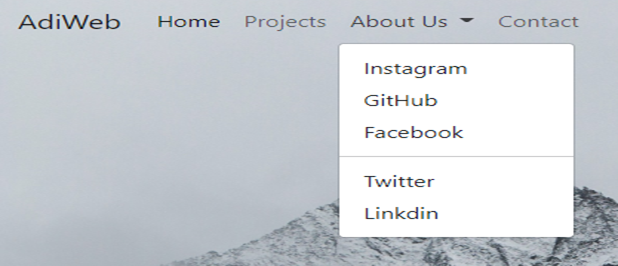 AdiWeb Home Projects About Us Contact
Instagram
GitHub
Facebook
Twitter
Linkdin